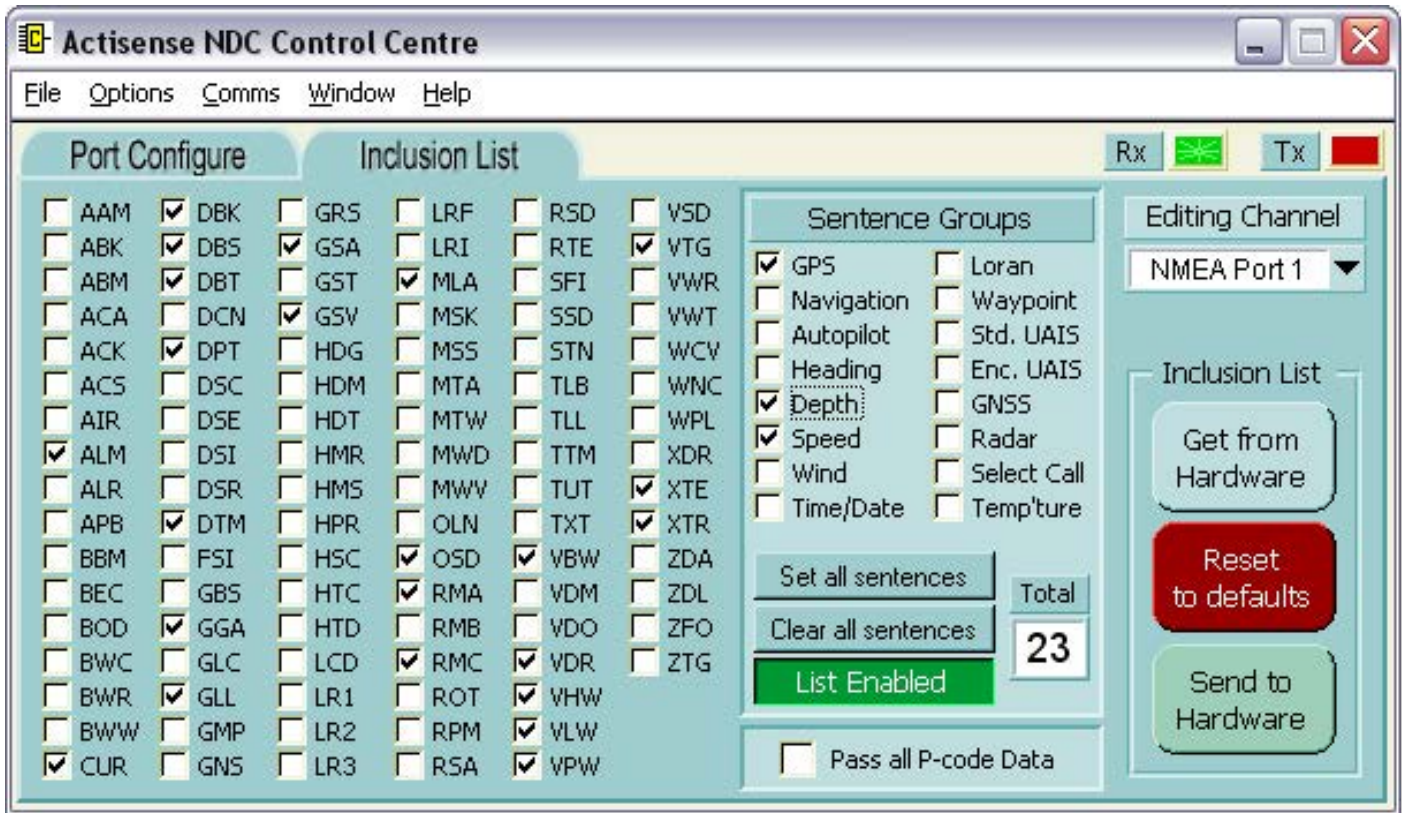 Actisense NDC Control Centre
File Options Comms Window Help
Port Configure Inclusion List Rx Tx
AAM DBK GRS LRF RSD VSD
ABK DBS GSA LRI RTE VTG
ABM DBT GST MLA SFI VWR
ACA DCN GSV MSK SSD VWT
ACK DPT HDG MSS STN WCV
ACS DSC HDM MTA TLB WNC
AIR DSE HDT MTW TLL WPL
ALM DSI HMR MWD TTM XDR
ALR DSR HMS MWV TUT XTE
APB DTM HPR OLN TXT XTR
BBM FSI HSC OSD VBW ZDA
BEC GBS HTC RMA VDM ZDL
BOD GGA HTD RMB VDO ZFO
BWC GLC LCD RMC VDR ZTG
BWR GLL LR1 ROT VHW
BWW GMP LR2 RPM VLW
CUR GNS LR3 RSA VPW
Sentence Groups
GPS Loran
Navigation Waypoint
Autopilot Std. UAIS
Heading Enc. UAIS
Depth GNSS
Speed Radar
Wind Select Call
Time/Date Temp'ture
Set all sentences
Clear all sentences
List Enabled
Total
23
Pass all P-code Data
Editing Channel
NMEA Port 1
Inclusion List
Get from
Hardware
Reset
to defaults
Send to
Hardware